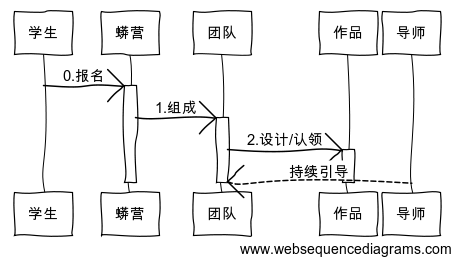 学生 蟒营 团队 作品 导师
0.报名
1.组成
2.设计/认领
持续引导
学生 蟒营 团队 作品 导师
www.websequencediagrams.com